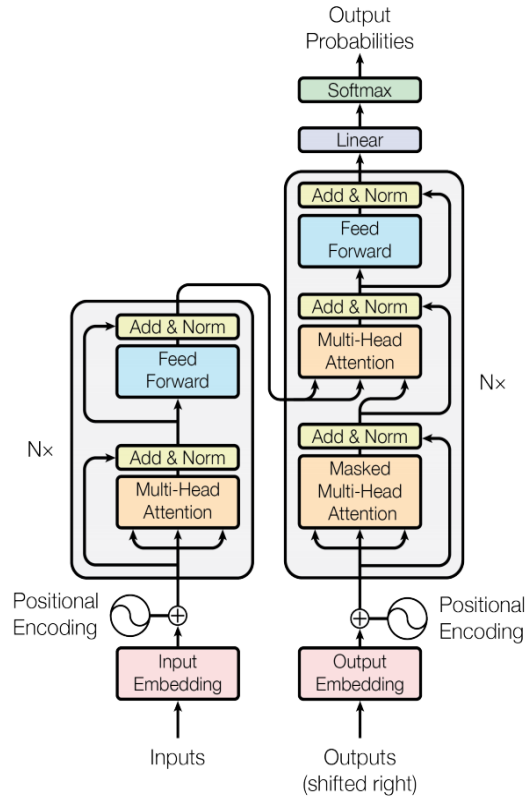 Output
Probabilities
Softmax
Linear
Add & Norm
Feed
Forward
Add & Norm
Multi-Head
Attention
Add & Norm
Masked
Multi-Head
Attention
N×
Add & Norm
Feed
Forward
N×
Add & Norm
Multi-Head
Attention
Positional
Encoding
Positional
Encoding
Input
Embedding
Output
Embedding
Inputs
Outputs
(shifted right)